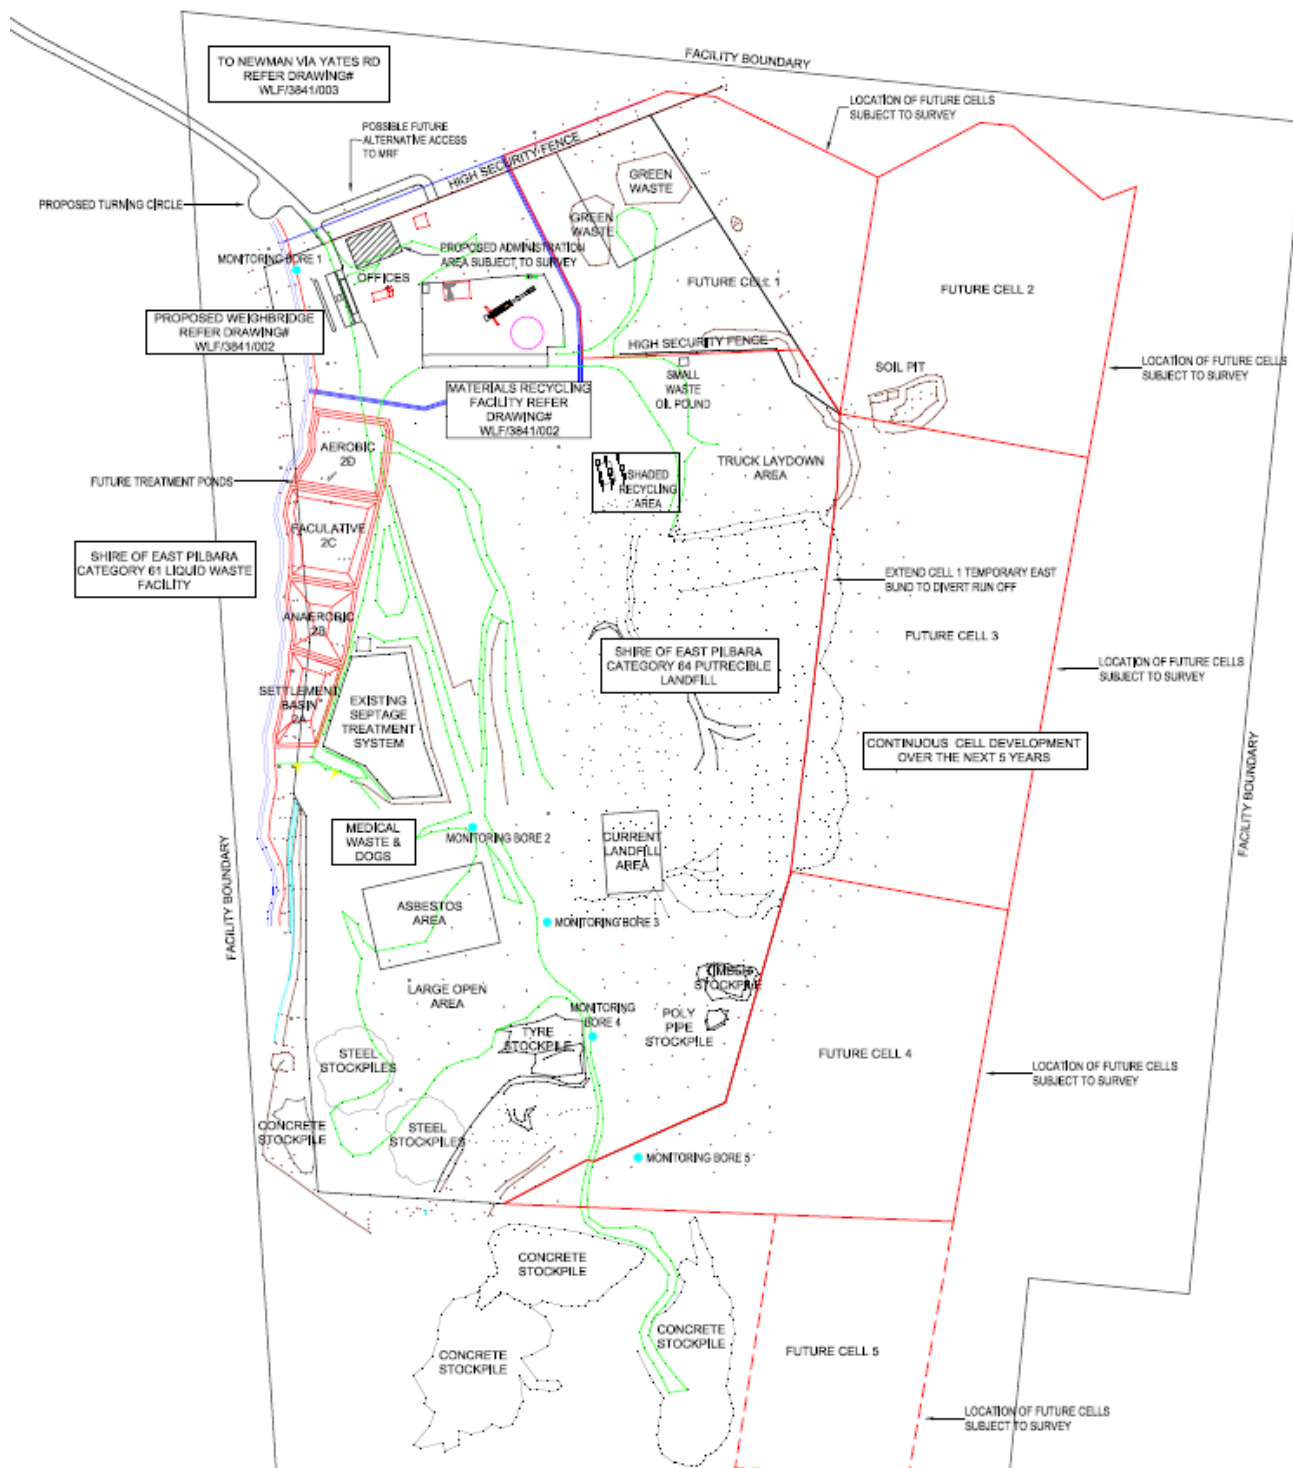 FACILITY BOUNDARY
TO NEWMAN VIA YATES RD
REFER DRAWING#
WLF/3841/003
LOCATION OF FUTURE CELLS
SUBJECT TO SURVEY
POSSIBLE FUTURE
ALTERNATIVE ACCESS
TO MRF
HIGH SECURITY FENCE
GREEN
WASTE
PROPOSED TURNING CIRCLE
GREEN
WASTE
MONITORING BORE 1
PROPOSED ADMINISTRATION
AREA SUBJECT TO SURVEY
OFFICES
FUTURE CELL 1
FUTURE CELL 2
PROPOSED WEIGHBRIDGE
REFER DRAWING#
WLF/3841/002
HIGH SECURITY FENCE
SOIL PIT
LOCATION OF FUTURE CELLS
SUBJECT TO SURVEY
SMALL
WASTE
OIL POUND
MATERIALS RECYCLING
FACILITY REFER
DRAWING#
WLF/3841/002
AEROBIC
2D
TRUCK LAYDOWN
AREA
SHADED
RECYCLING
AREA
FUTURE TREATMENT PONDS
FACULATIVE
2C
SHIRE OF EAST PILBARA
CATEGORY 61 LIQUID WASTE
FACILITY
EXTEND CELL 1 TEMPORARY EAST
BUND TO DIVERT RUN OFF
ANAEROBIC
2B
FUTURE CELL 3
SHIRE OF EAST PILBARA
CATEGORY 64 PUTRECIBLE
LANDFILL
LOCATION OF FUTURE CELLS
SUBJECT TO SURVEY
SETTLEMENT
BASIN
2A
EXISTING
SEPTAGE
TREATMENT
SYSTEM
CONTINUOUS CELL DEVELOPMENT
OVER THE NEXT 5 YEARS
FACILITY BOUNDARY
MEDICAL
WASTE &
DOGS
MONITORING BORE 2
CURRENT
LANDFILL
AREA
FACILITY BOUNDARY
ASBESTOS
AREA
MONITORING BORE 3
LARGE OPEN
AREA
STOCKPILE
MONITORING
BORE 4
POLY
PIPE
STOCKPILE
TYRE
STOCKPILE
STEEL
STOCKPILES
FUTURE CELL 4
LOCATION OF FUTURE CELLS
SUBJECT TO SURVEY
CONCRETE
STOCKPILE
STEEL
STOCKPILES
MONITORING BORE 5
CONCRETE
STOCKPILE
CONCRETE
STOCKPILE
CONCRETE
STOCKPILE
FUTURE CELL 5
LOCATION OF FUTURE CELLS
SUBJECT TO SURVEY